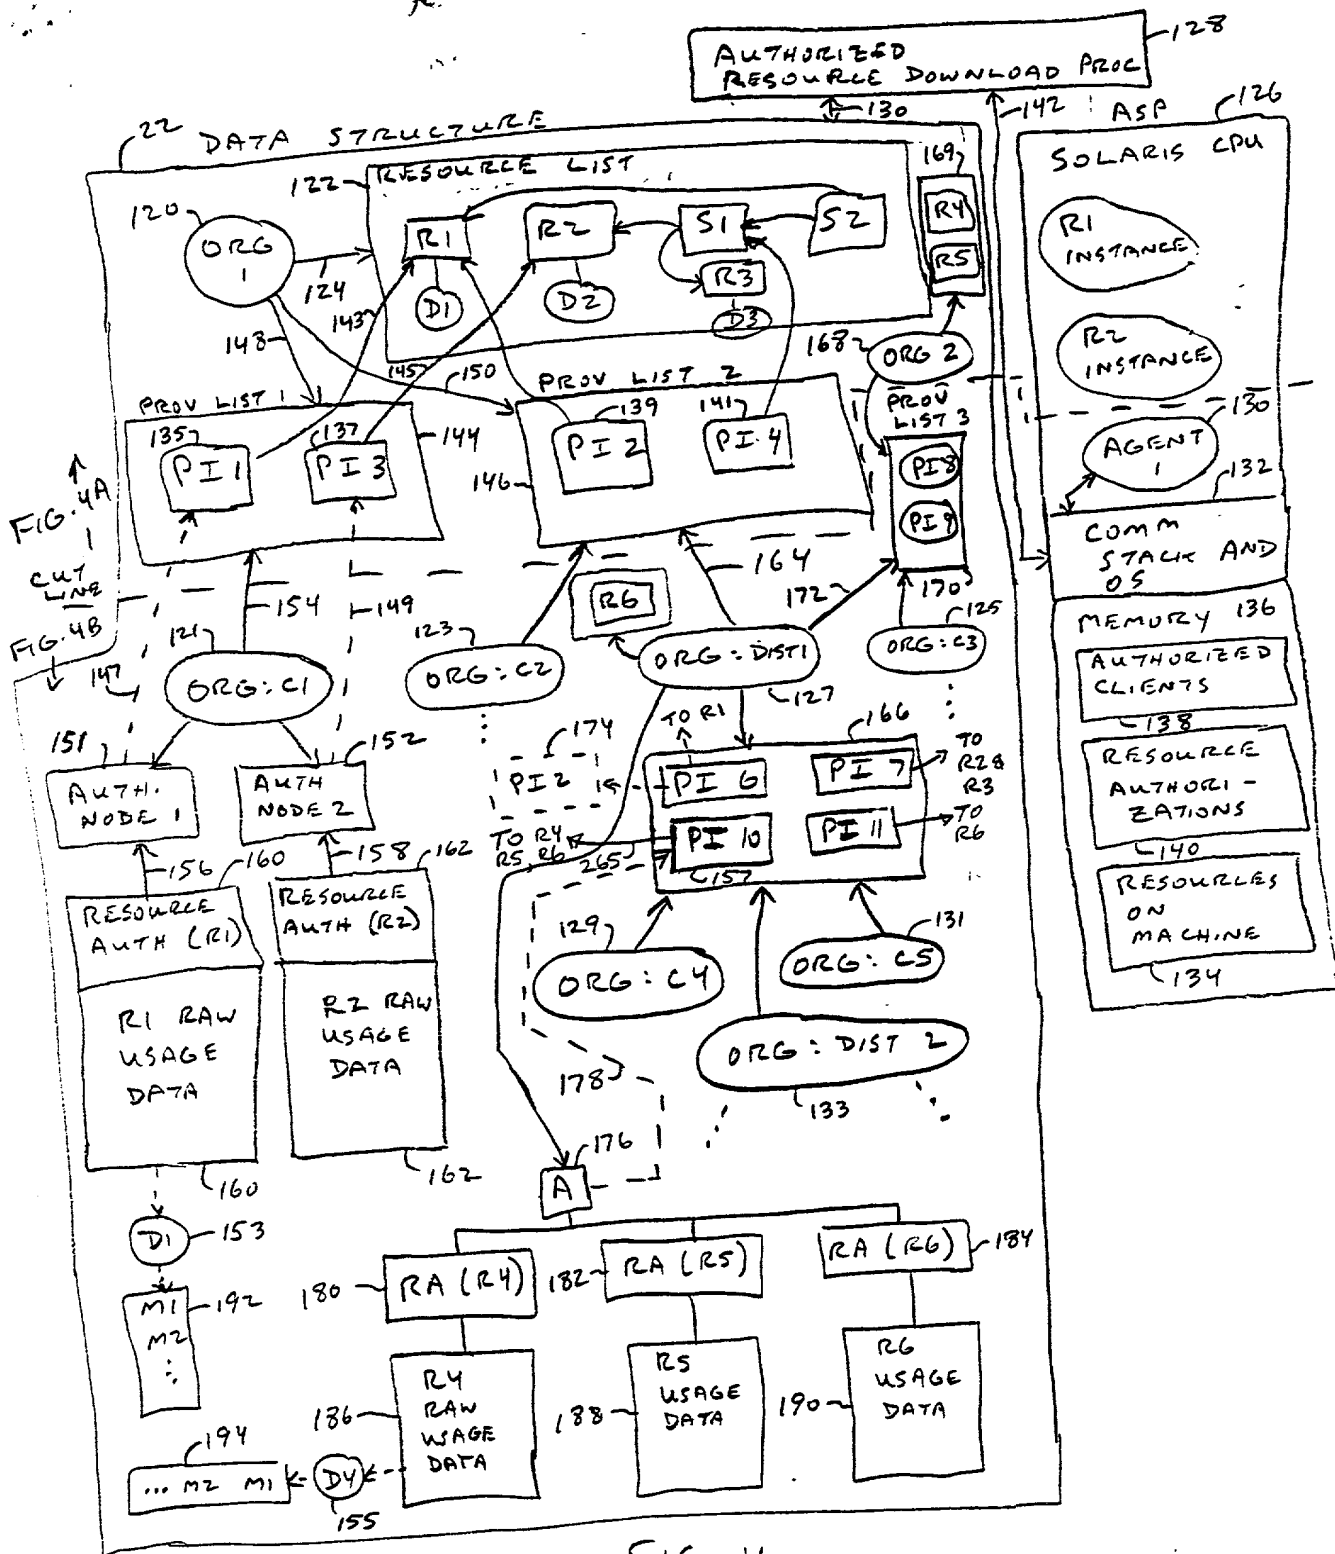 AUTHORIZED
RESOURCE DOWNLOAD PROC
128
130
142
ASP
126
22
DATA STRUCTURE
122
RESOURCE LIST
169
SOLARIS CPU
120
ORG
1
124
R1
R2
S1
S2
R3
D1
D2
D3
R4
R5
R1
INSTANCE
143
148
145
150
168
ORG 2
R2
INSTANCE
PROV LIST 1
PROV LIST 2
PROV
LIST 3
135
PI 1
137
PI 3
144
139
PI 2
141
PI 4
146
PI8
PI9
130
AGENT
1
132
FIG. 4A
CUT
LINE
FIG. 4B
COMM
STACK AND
OS
154
149
164
172
170
R6
121
ORG: C1
147
123
ORG: C2
ORG: DIST1
127
125
ORG: C3
MEMORY 136
AUTHORIZED
CLIENTS
138
RESOURCE
AUTHORI-
ZATIONS
140
RESOURCES
ON
MACHINE
134
151
AUTH.
NODE 1
152
AUTH
NODE 2
174
PI 2
TO R1
166
PI 6
PI 7
TO
R2&
R3
PI 10
PI 11
TO
R6
TO R4
R5 R6
265
157
156
160
158
162
RESOURCE
AUTH (R1)
RESOURCE
AUTH (R2)
R1 RAW
USAGE
DATA
R2 RAW
USAGE
DATA
160
162
129
ORG: C4
131
ORG: C5
ORG: DIST 2
133
178
176
A
D1
153
M1
M2
192
180
RA (R4)
182
RA (R5)
RA (R6)
184
186
R4
RAW
USAGE
DATA
188
R5
USAGE
DATA
190
R6
USAGE
DATA
194
... M2 M1
D4
155